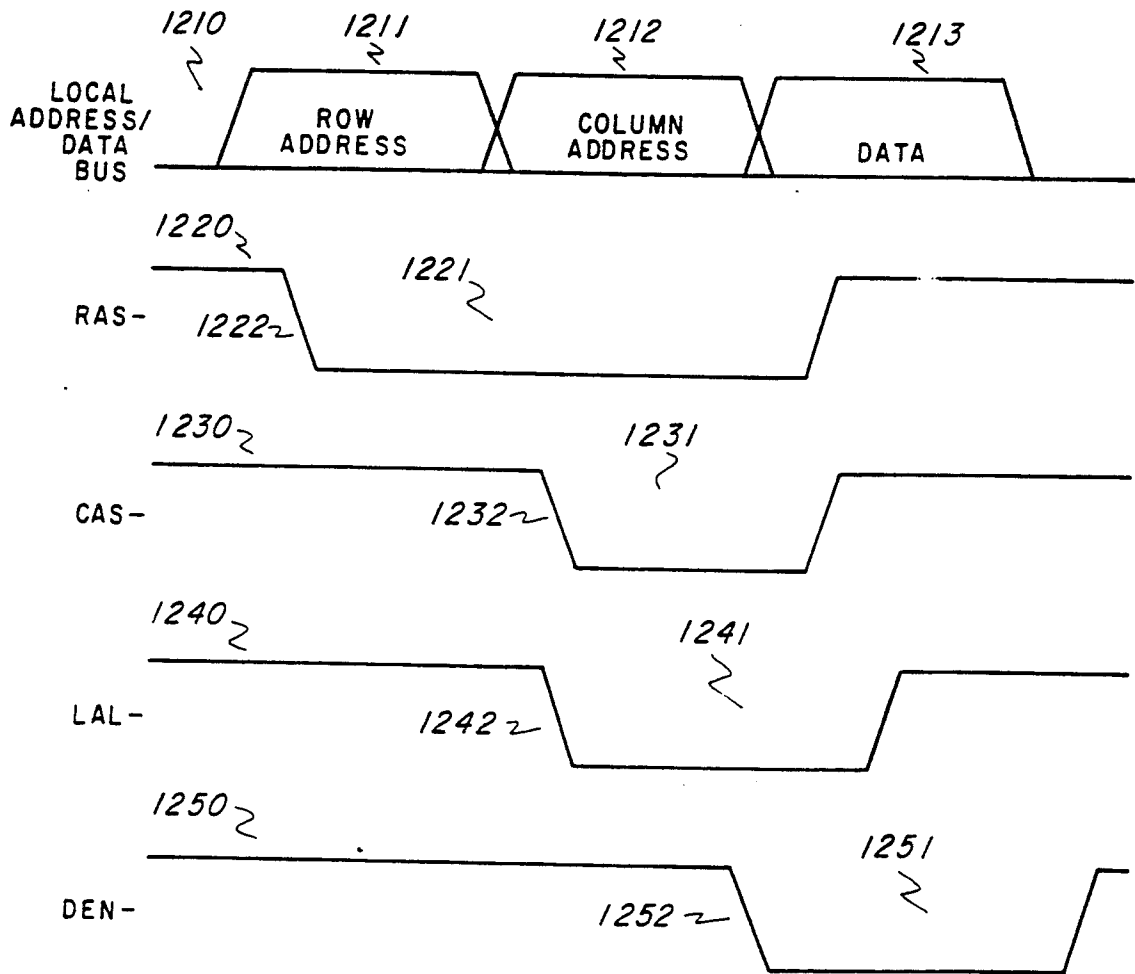 1210
1211
1212
1213
LOCAL
ADDRESS/
DATA
BUS
ROW
ADDRESS
COLUMN
ADDRESS
DATA
1220
1221
RAS-
1222
1230
1231
CAS-
1232
1240
1241
LAL-
1242
1250
1251
DEN-
1252